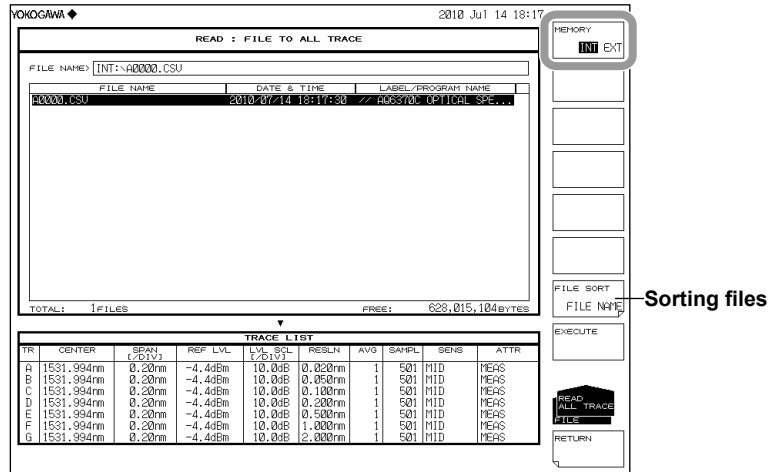 YOKOGAWA ◆ 2010 Jul 14 18:17
READ : FILE TO ALL TRACE
FILE NAME> INT:\A0000.CSV
FILE NAME DATE & TIME LABEL/PROGRAM NAME
A0000.CSV 2010/07/14 18:17:30 // AQ6370C OPTICAL SPE...
TOTAL: 1FILES FREE: 628,015,104BYTES
▼
TRACE LIST
TR CENTER SPAN [/DIV] REF LVL LVL SCL [/DIV] RESLN AVG SAMPL SENS ATTR
A 1531.994nm 0.20nm -4.4dBm 10.0dB 0.020nm 1 501 MID MEAS
B 1531.994nm 0.20nm -4.4dBm 10.0dB 0.050nm 1 501 MID MEAS
C 1531.994nm 0.20nm -4.4dBm 10.0dB 0.100nm 1 501 MID MEAS
D 1531.994nm 0.20nm -4.4dBm 10.0dB 0.200nm 1 501 MID MEAS
E 1531.994nm 0.20nm -4.4dBm 10.0dB 0.500nm 1 501 MID MEAS
F 1531.994nm 0.20nm -4.4dBm 10.0dB 1.000nm 1 501 MID MEAS
G 1531.994nm 0.20nm -4.4dBm 10.0dB 2.000nm 1 501 MID MEAS
MEMORY
INT EXT
FILE SORT
FILE NAME
Sorting files
EXECUTE
READ
ALL TRACE
FILE
RETURN